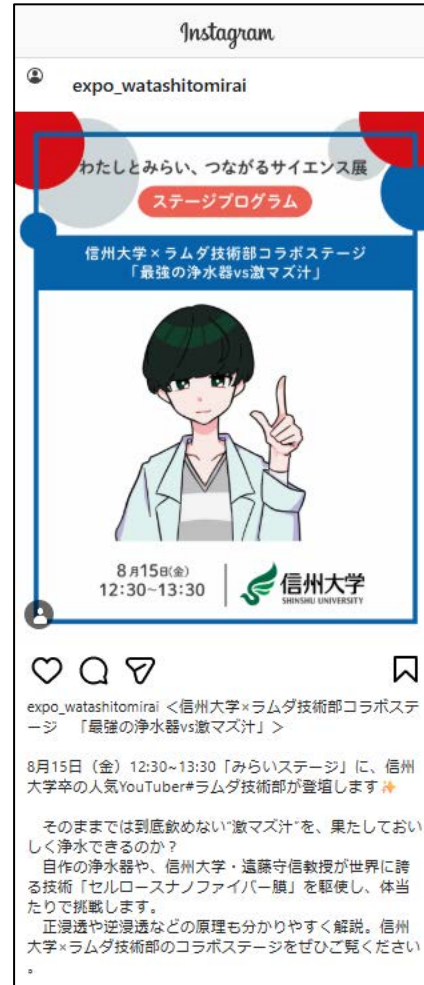 Instagram
expo_watashitomirai
わたしとみらい、つながるサイエンス展
ステージプログラム
信州大学×ラムダ技術部コラボステージ
「最強の浄水器vs激マズ汁」
8月15日(金)
12:30~13:30
信州大学
SHINSHU UNIVERSITY
expo_watashitomirai <信州大学×ラムダ技術部コラボステ
ージ 「最強の浄水器vs激マズ汁」>
8月15日（金）12:30~13:30「みらいステージ」に、信州
大学卒の人気YouTuber#ラムダ技術部が登壇します✨
そのままでは到底飲めない“激マズ汁”を、果たしておい
しく浄水できるのか？
自作の浄水器や、信州大学・遠藤守信教授が世界に誇
る技術「セルロースナノファイバー膜」を駆使し、体当
たりで挑戦します。
正浸透や逆浸透などの原理も分かりやすく解説。信州
大学×ラムダ技術部のコラボステージをぜひご覧ください
。